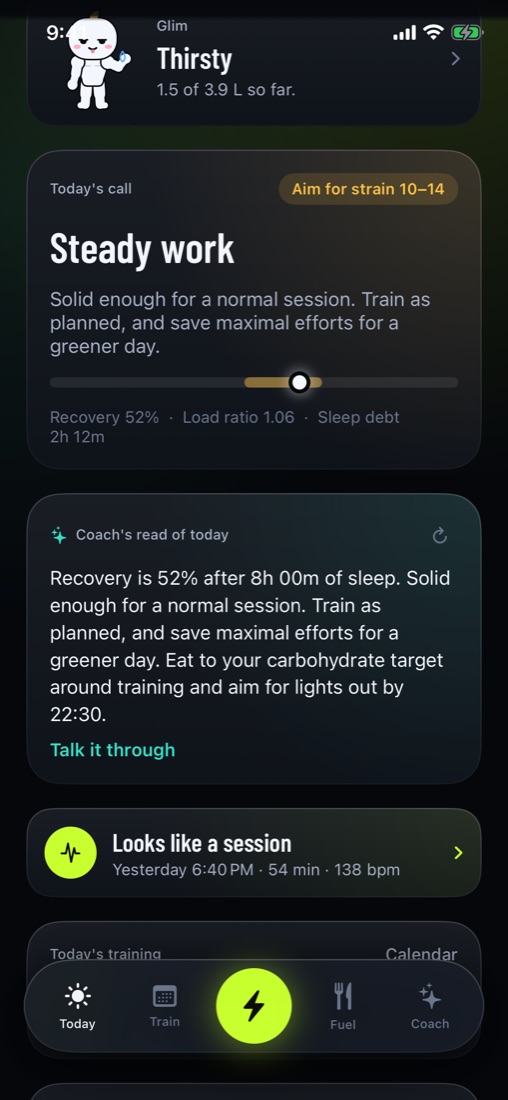 Glim
Thirsty
1.5 of 3.9 L so far.
Today's call
Aim for strain 10–14
Steady work
Solid enough for a normal session. Train as
planned, and save maximal efforts for a
greener day.
Recovery 52% · Load ratio 1.06 · Sleep debt
2h 12m
Coach's read of today
Recovery is 52% after 8h 00m of sleep. Solid
enough for a normal session. Train as
planned, and save maximal efforts for a
greener day. Eat to your carbohydrate target
around training and aim for lights out by
22:30.
Talk it through
Looks like a session
Yesterday 6:40 PM · 54 min · 138 bpm
Today's training
Calendar
Today
Train
Fuel
Coach